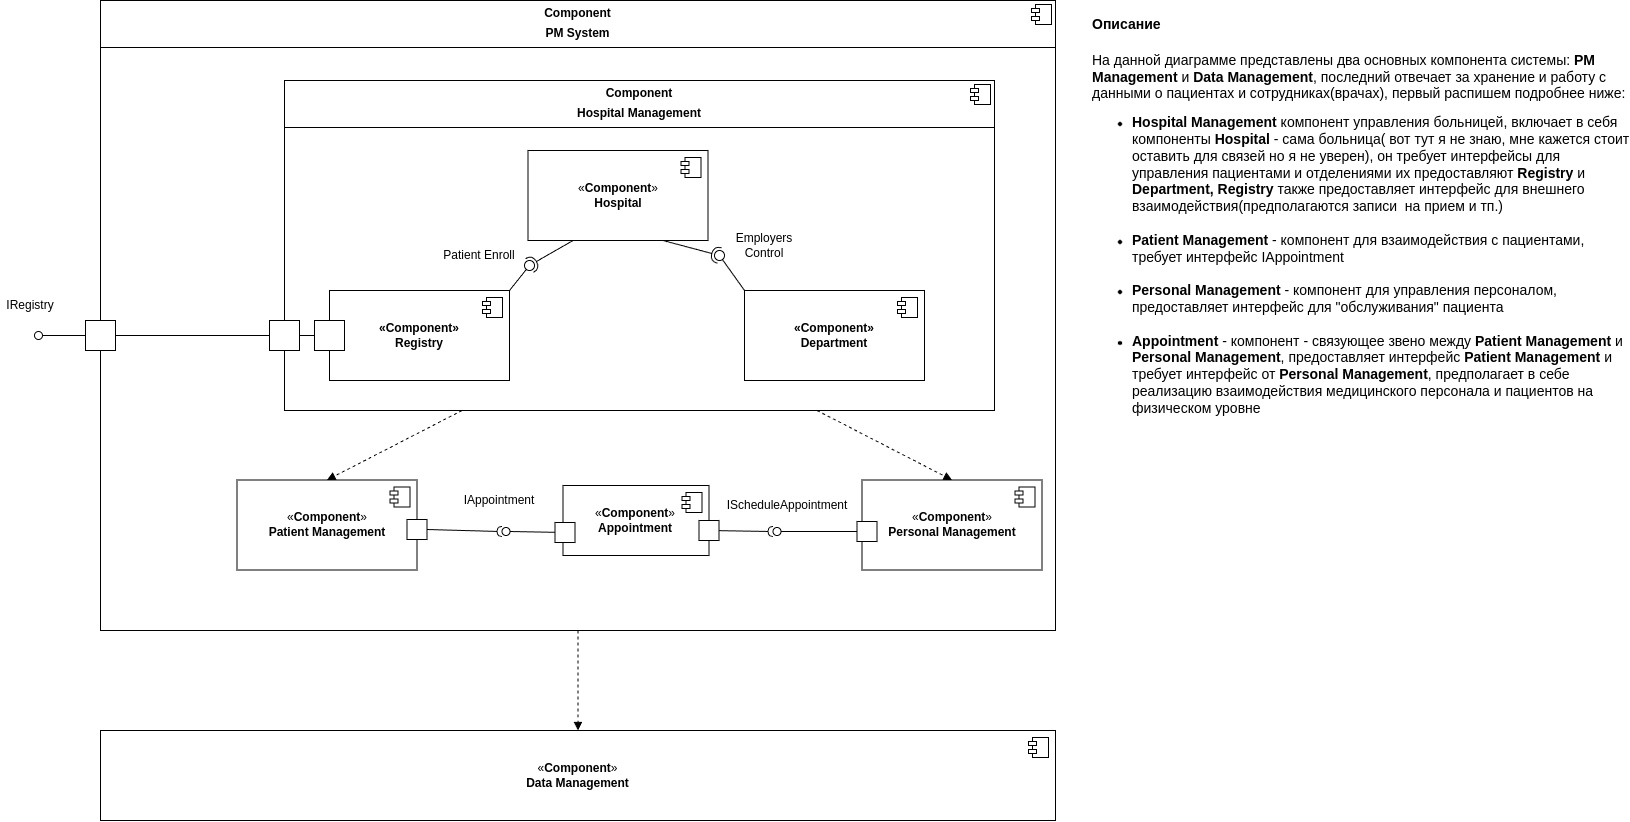 Component
PM System
Component
Hospital Management
«Component»
Hospital
Patient Enroll
Employers
Control
IRegistry
«Component»
Registry
«Component»
Department
«Component»
Patient Management
IAppointment
«Component»
Appointment
IScheduleAppointment
«Component»
Personal Management
«Component»
Data Management
Описание
На данной диаграмме представлены два основных компонента системы: PM
Management и Data Management, последний отвечает за хранение и работу с
данными о пациентах и сотрудниках(врачах), первый распишем подробнее ниже:
• Hospital Management компонент управления больницей, включает в себя
компоненты Hospital - сама больница( вот тут я не знаю, мне кажется стоит
оставить для связей но я не уверен), он требует интерфейсы для
управления пациентами и отделениями их предоставляют Registry и
Department, Registry также предоставляет интерфейс для внешнего
взаимодействия(предполагаются записи  на прием и тп.)
• Patient Management - компонент для взаимодействия с пациентами,
требует интерфейс IAppointment
• Personal Management - компонент для управления персоналом,
предоставляет интерфейс для "обслуживания" пациента
• Appointment - компонент - связующее звено между Patient Management и
Personal Management, предоставляет интерфейс Patient Management и
требует интерфейс от Personal Management, предполагает в себе
реализацию взаимодействия медицинского персонала и пациентов на
физическом уровне